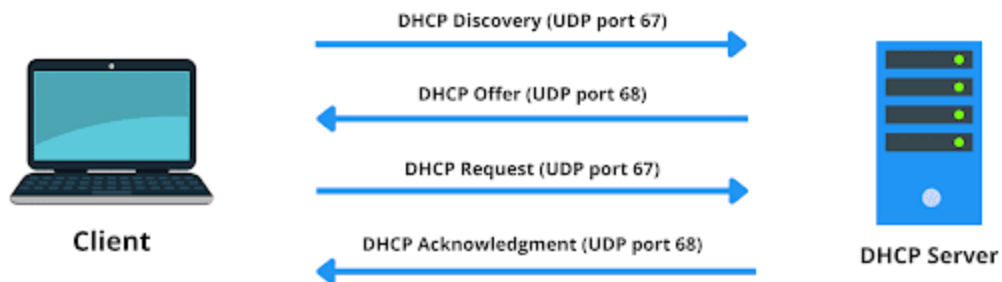 DHCP Discovery (UDP port 67)
DHCP Offer (UDP port 68)
DHCP Request (UDP port 67)
DHCP Acknowledgment (UDP port 68)
Client
DHCP Server